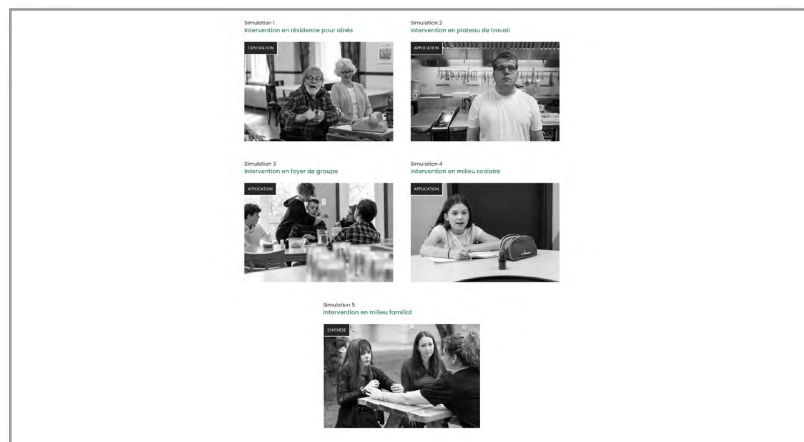 Simulation 1
Intervention en résidence pour aînés
EXPLORATION
Simulation 2
Intervention en plateau de travail
APPLICATION
Simulation 3
Intervention en foyer de groupe
APPLICATION
Simulation 4
Intervention en milieu scolaire
APPLICATION
Simulation 5
Intervention en milieu familial
SYNTHÈSE